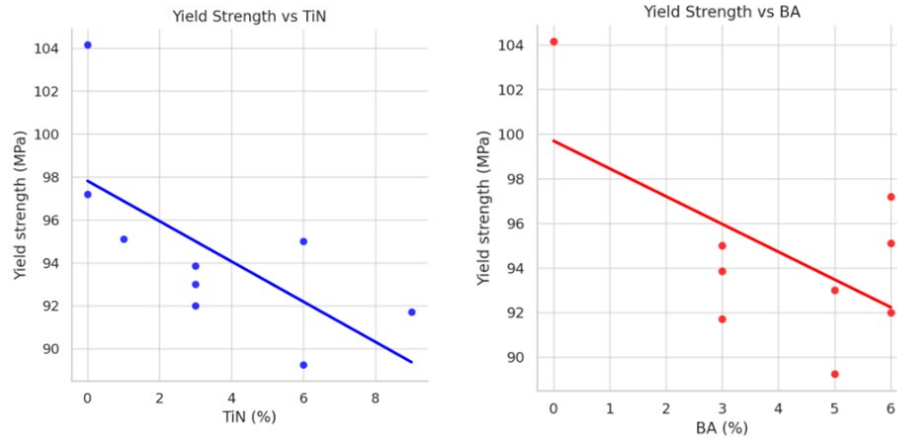 Yield Strength vs TiN
Yield strength (MPa)
104
102
100
98
96
94
92
90
0 2 4 6 8
TiN (%)
Yield Strength vs BA
Yield strength (MPa)
104
102
100
98
96
94
92
90
0 1 2 3 4 5 6
BA (%)